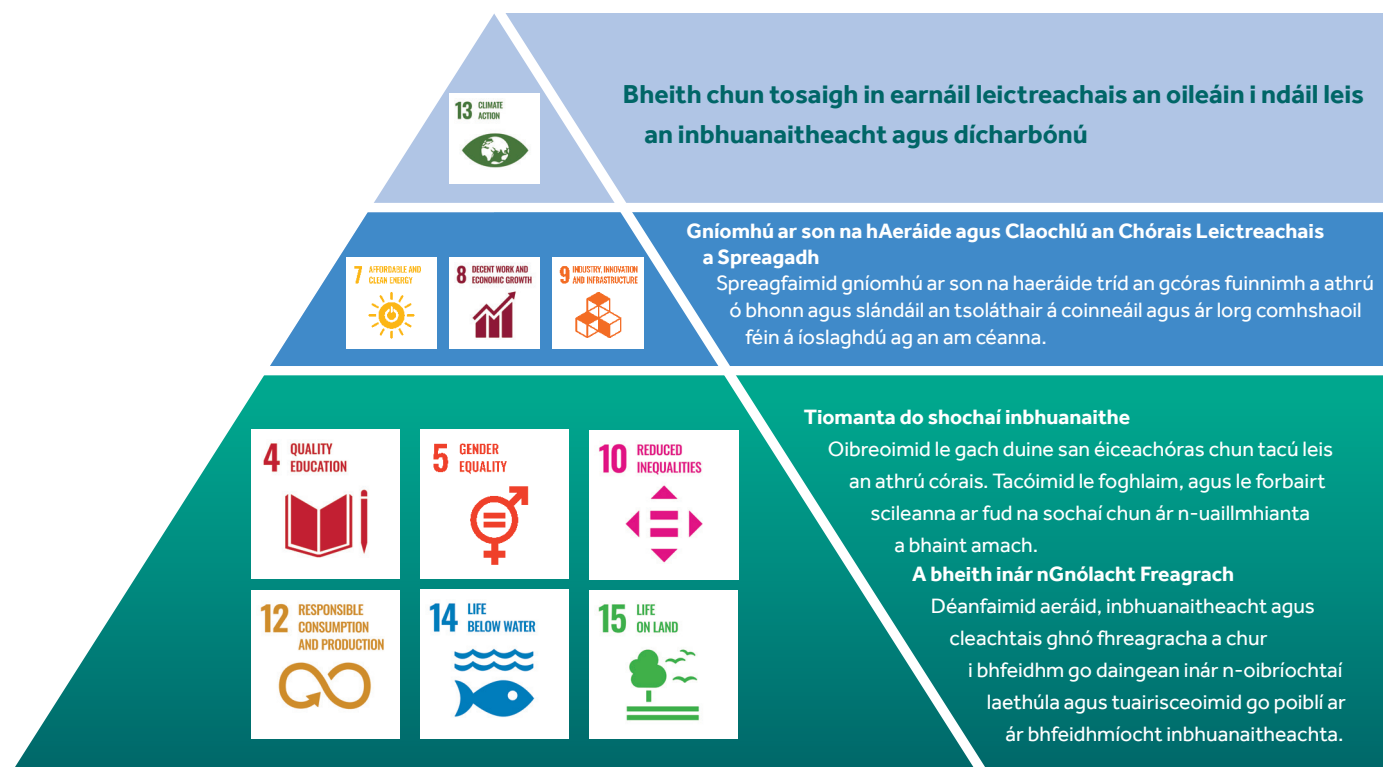 13 CLIMATE
ACTION
Bheith chun tosaigh in earnáil leictreachais an oileáin i ndáil leis
an inbhuanaitheacht agus dícharbónú
7 AFFORDABLE AND
CLEAN ENERGY
8 DECENT WORK AND
ECONOMIC GROWTH
9 INDUSTRY, INNOVATION
AND INFRASTRUCTURE
Gníomhú ar son na hAeráide agus Claochlú an Chórais Leictreachais
a Spreagadh
Spreagfaimid gníomhú ar son na haeráide tríd an gcóras fuinnimh a athrú
ó bhonn agus slándáil an tsoláthair á coinneáil agus ár lorg comhshaoil
féin á íoslaghdú ag an am céanna.
4 QUALITY
EDUCATION
5 GENDER
EQUALITY
10 REDUCED
INEQUALITIES
12 RESPONSIBLE
CONSUMPTION
AND PRODUCTION
14 LIFE
BELOW WATER
15 LIFE
ON LAND
Tiomanta do shochaí inbhuanaithe
Oibreoimid le gach duine san éiceachóras chun tacú leis
an athrú córais. Tacóimid le foghlaim, agus le forbairt
scileanna ar fud na sochaí chun ár n-uaillmhianta
a bhaint amach.
A bheith inár nGnólacht Freagrach
Déanfaimid aeráid, inbhuanaitheacht agus
cleachtais ghnó fhreagracha a chur
i bhfeidhm go daingean inár n-oibríochtaí
laethúla agus tuairisceoimid go poiblí ar
ár bhfeidhmíocht inbhuanaitheachta.